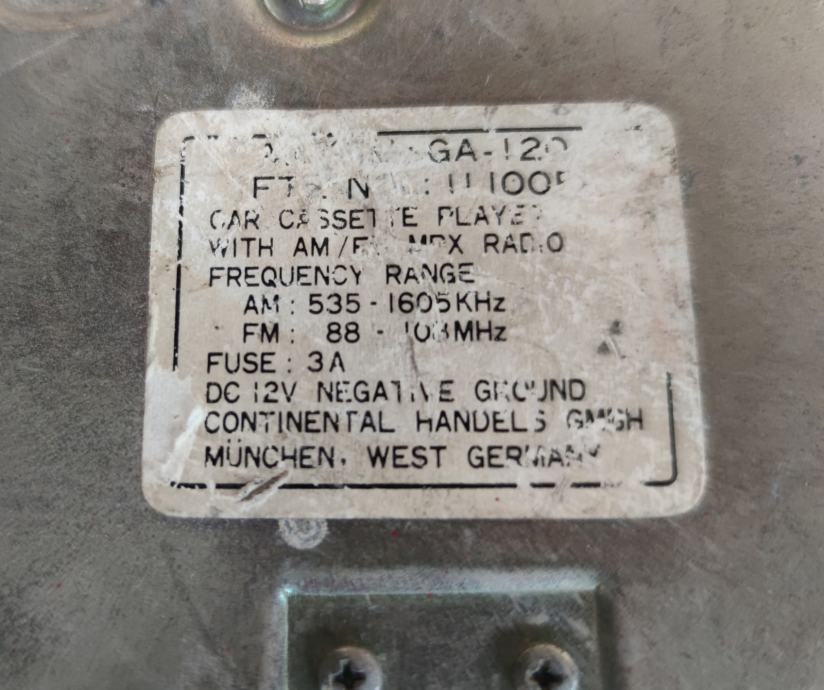 GA-120
CAR CASSETTE PLAYER
WITH AM/FM MPX RADIO
FREQUENCY RANGE
AM : 535 - 1605KHz
FM : 88 - 108MHz
FUSE : 3A
DC 12V NEGATIVE GROUND
CONTINENTAL HANDELS GMBH
MÜNCHEN, WEST GERMANY